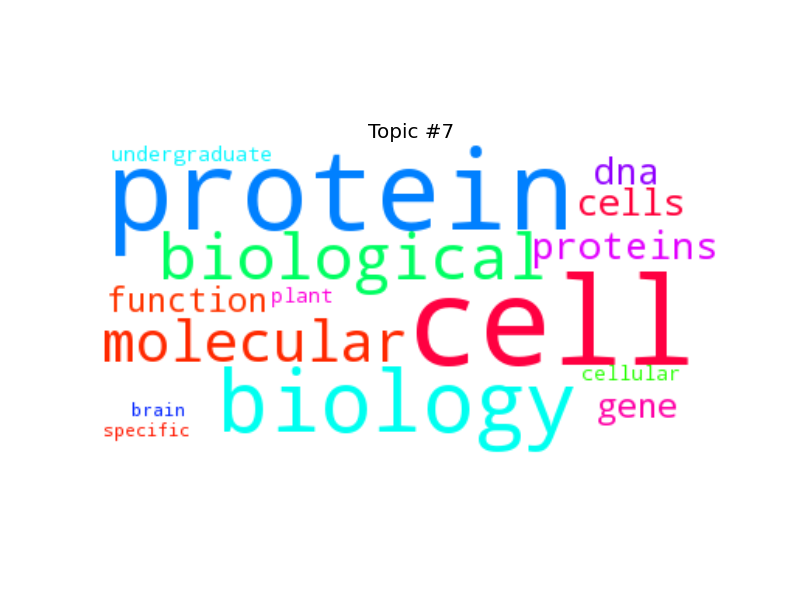 Topic #7
undergraduate
protein
dna
cells
biological
proteins
function
plant
cell
molecular
biology
cellular
gene
brain
specific